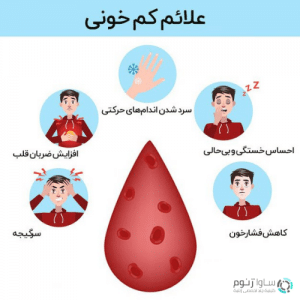 علائم کم خونی
سرد شدن اندام‌های حرکتی
zzZ
احساس خستگی و بی‌حالی
افزایش ضربان قلب
سرگیجه
کاهش فشارخون
ساوا ژنوم